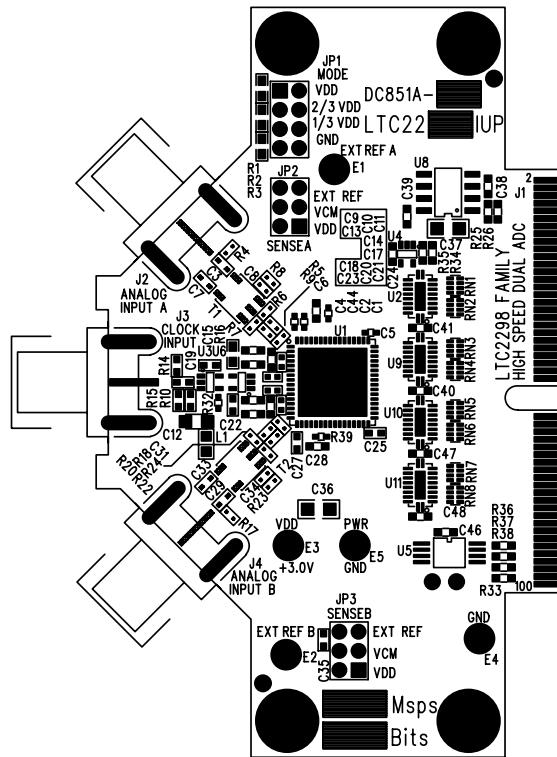 JP1
MODE
VDD
2/3 VDD
1/3 VDD
GND
DC851A-
LTC22 IUP
EXT REF A
E1
R1
R2
R3
JP2
EXT REF
VCM
VDD
SENSEA
U8
C39
C38
2
J1
C37
R25
R26
R35
R34
U4
C24
C9
C10
C11
C13
C14
C17
C18
C21
C23
R4
C3
C7
C8
R8
R5
R9
C6
R6
T1
C4
C44
C2
C1
U1
C5
J2
ANALOG
INPUT A
J3
CLOCK
INPUT
R14
C19
C15
R16
U3
U6
R15
R10
R32
C12
C22
L1
U2
RN1
RN2
C41
U9
RN3
RN4
C40
U10
RN5
RN6
C47
U11
RN7
RN8
C48
LTC2298 FAMILY
HIGH SPEED DUAL ADC
R39
C25
C27
C28
R18
C31
R20
R24
R22
C33
C29
C34
T2
R23
R17
C36
VDD
E3
+3.0V
PWR
E5
GND
U5
C46
R36
R37
R38
R33
100
J4
ANALOG
INPUT B
JP3
SENSEB
EXT REF B
E2
C35
EXT REF
VCM
VDD
GND
E4
Msps
Bits